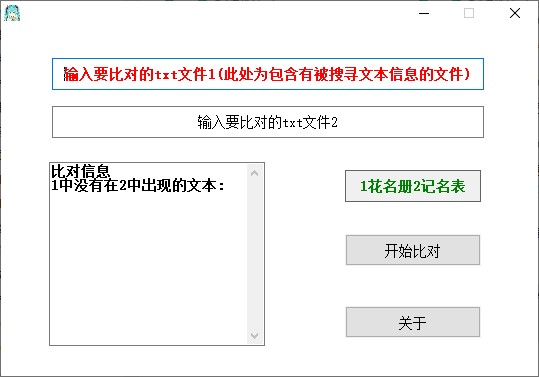 输入要比对的txt文件1(此处为包含有被搜寻文本信息的文件)
输入要比对的txt文件2
比对信息
1中没有在2中出现的文本:
1花名册2记名表
开始比对
关于